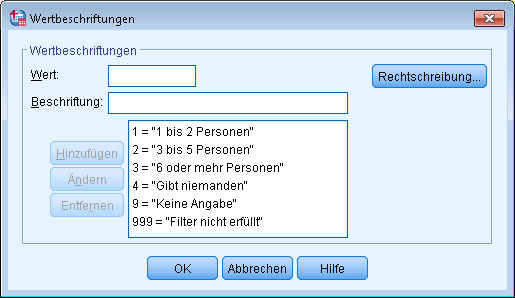 Wertbeschriftungen
Wertbeschriftungen
Wert:
Rechtschreibung...
Beschriftung:
1 = "1 bis 2 Personen"
2 = "3 bis 5 Personen"
3 = "6 oder mehr Personen"
4 = "Gibt niemanden"
9 = "Keine Angabe"
999 = "Filter nicht erfüllt"
Hinzufügen
Ändern
Entfernen
OK Abbrechen Hilfe